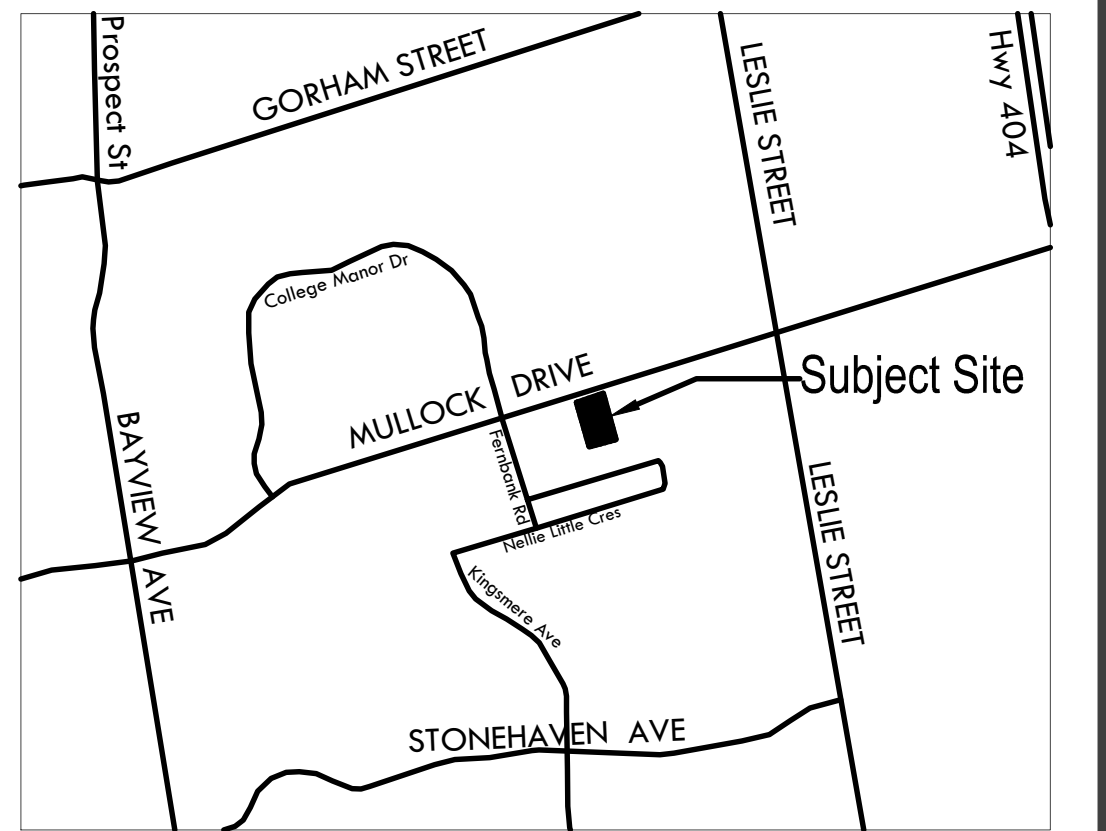 Prospect St
GORHAM STREET
LESLIE STREET
Hwy 404
College Manor Dr
MULLOCK DRIVE
Subject Site
BAYVIEW AVE
Fernbank Rd
Nellie Little Cres
LESLIE STREET
Kingsmere Ave
STONEHAVEN AVE